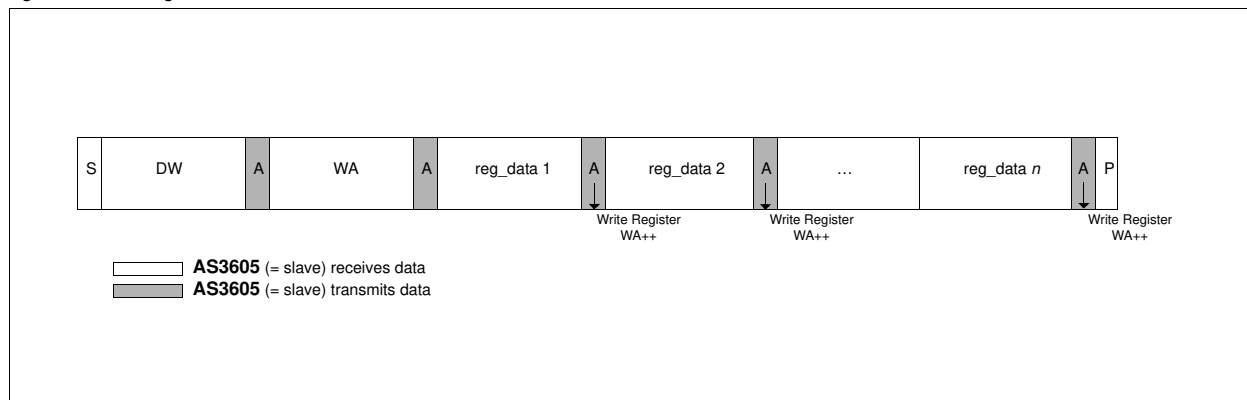 S DW A WA A reg_data 1 A reg_data 2 A … reg_data n A P
Write Register Write Register Write Register
WA++ WA++ WA++
AS3605 (= slave) receives data
AS3605 (= slave) transmits data